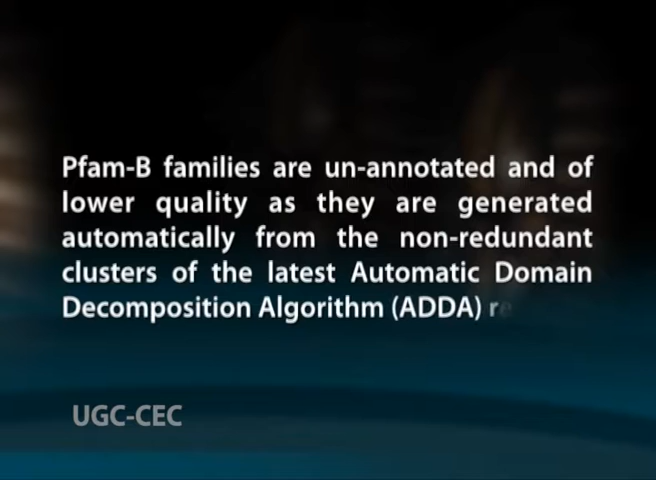 Pfam-B families are un-annotated and of
lower quality as they are generated
automatically from the non-redundant
clusters of the latest Automatic Domain
Decomposition Algorithm (ADDA)
UGC-CEC